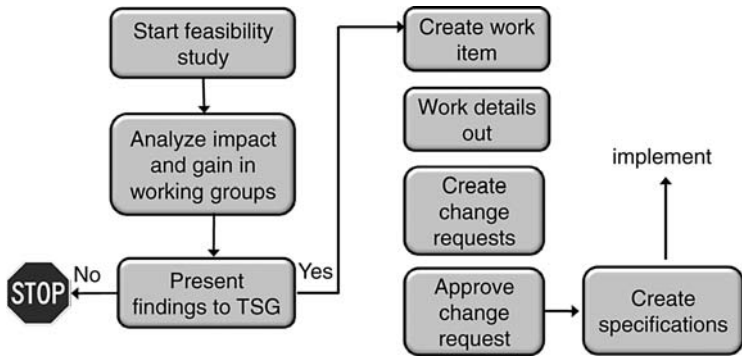 Start feasibility
study
Analyze impact
and gain in
working groups
Present
findings to TSG
No
STOP
Yes
Create work
item
Work details
out
Create
change
requests
Approve
change
request
Create
specifications
implement